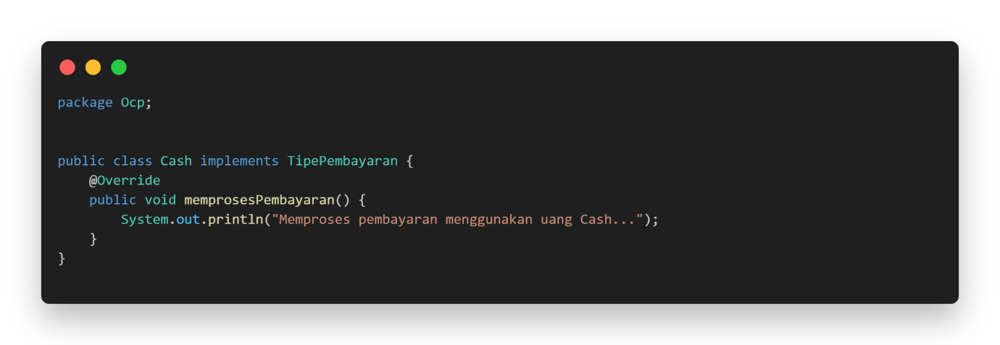 package Ocp;
public class Cash implements TipePembayaran {
    @Override
    public void memprosesPembayaran() {
        System.out.println("Memproses pembayaran menggunakan uang Cash...");
    }
}